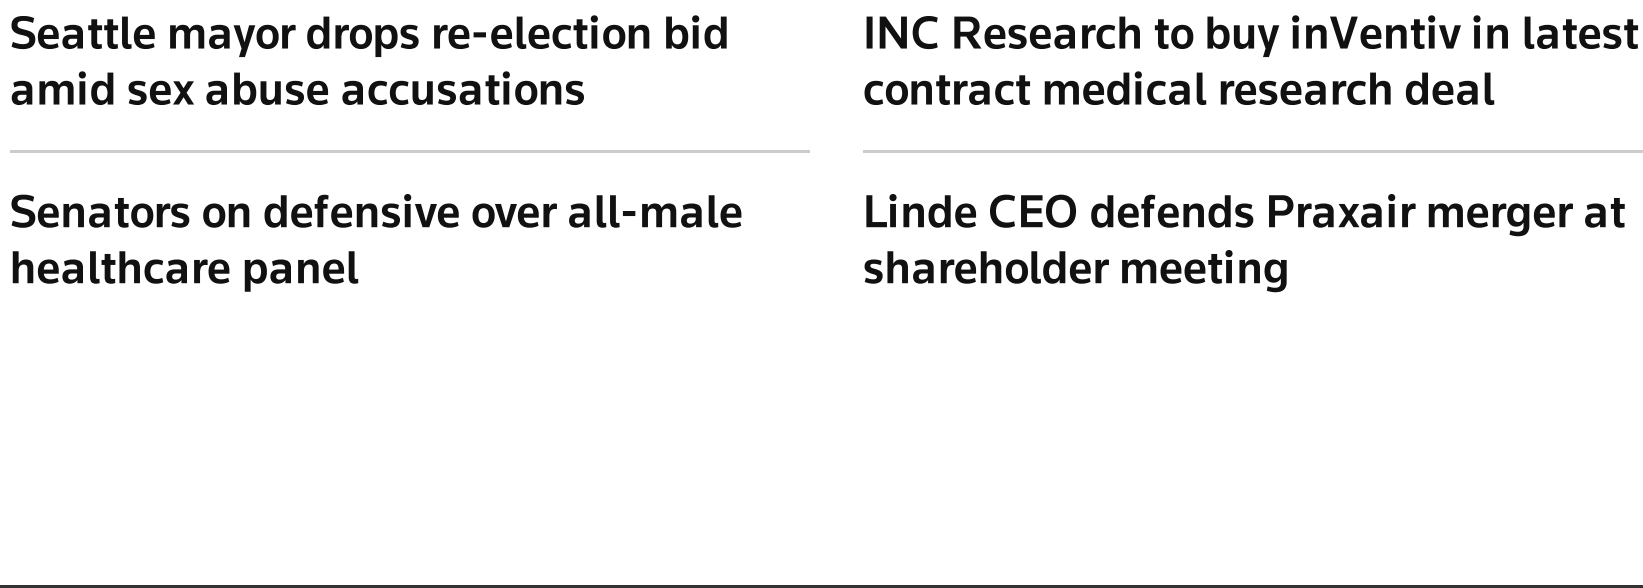 Seattle mayor drops re-election bid
amid sex abuse accusations
Senators on defensive over all-male
healthcare panel
INC Research to buy inVentiv in latest
contract medical research deal
Linde CEO defends Praxair merger at
shareholder meeting